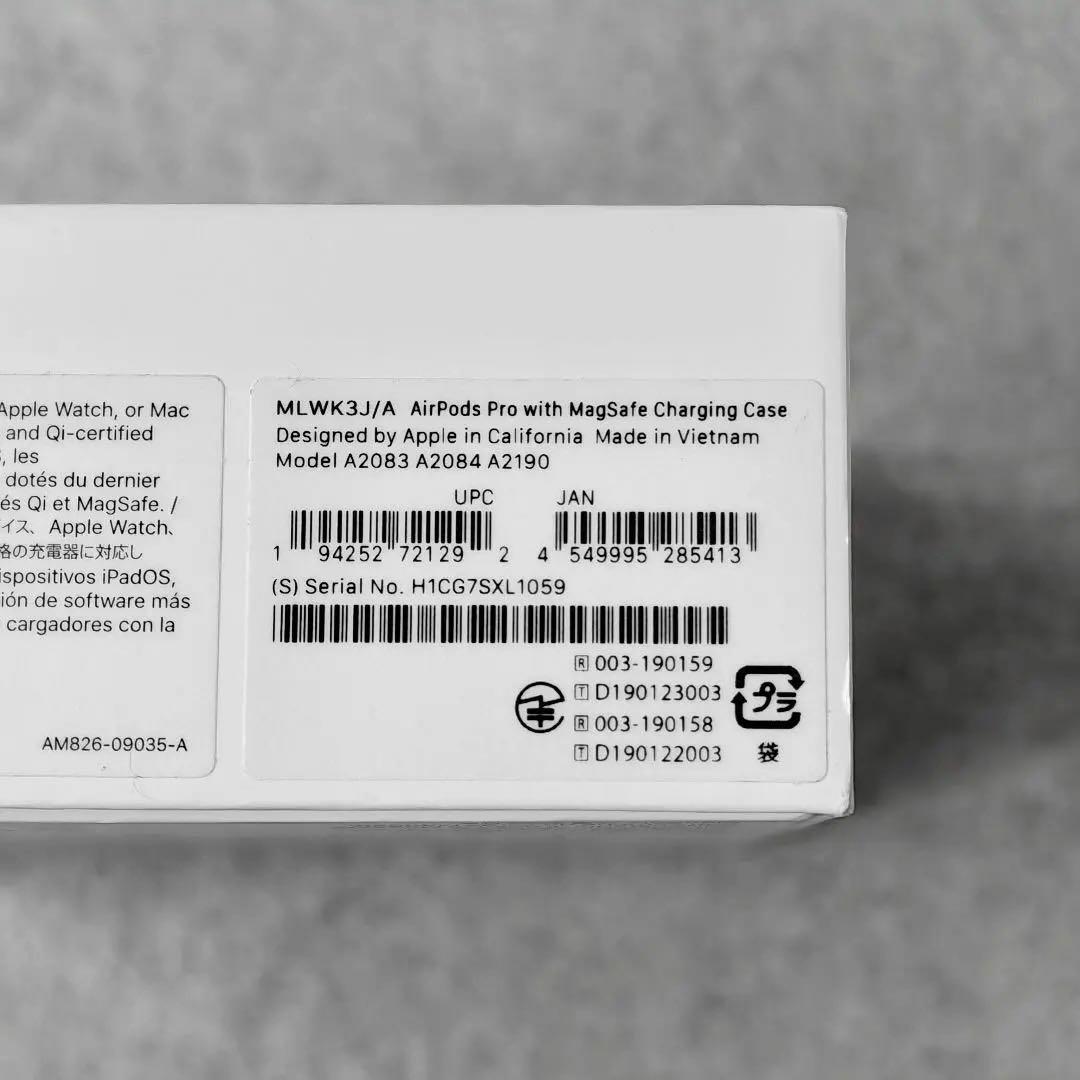 Apple Watch, or Mac
and Qi-certified
, les
dotés du dernier
és Qi et MagSafe. /
イス、Apple Watch、
格の充電器に対応し
ispositivos iPadOS,
ión de software más
cargadores con la
AM826-09035-A
MLWK3J/A AirPods Pro with MagSafe Charging Case
Designed by Apple in California Made in Vietnam
Model A2083 A2084 A2190
UPC JAN
1 94252 72129 2 4 549995 285413
(S) Serial No. H1CG7SXL1059
R 003-190159
T D190123003
R 003-190158
T D190122003
プラ
袋